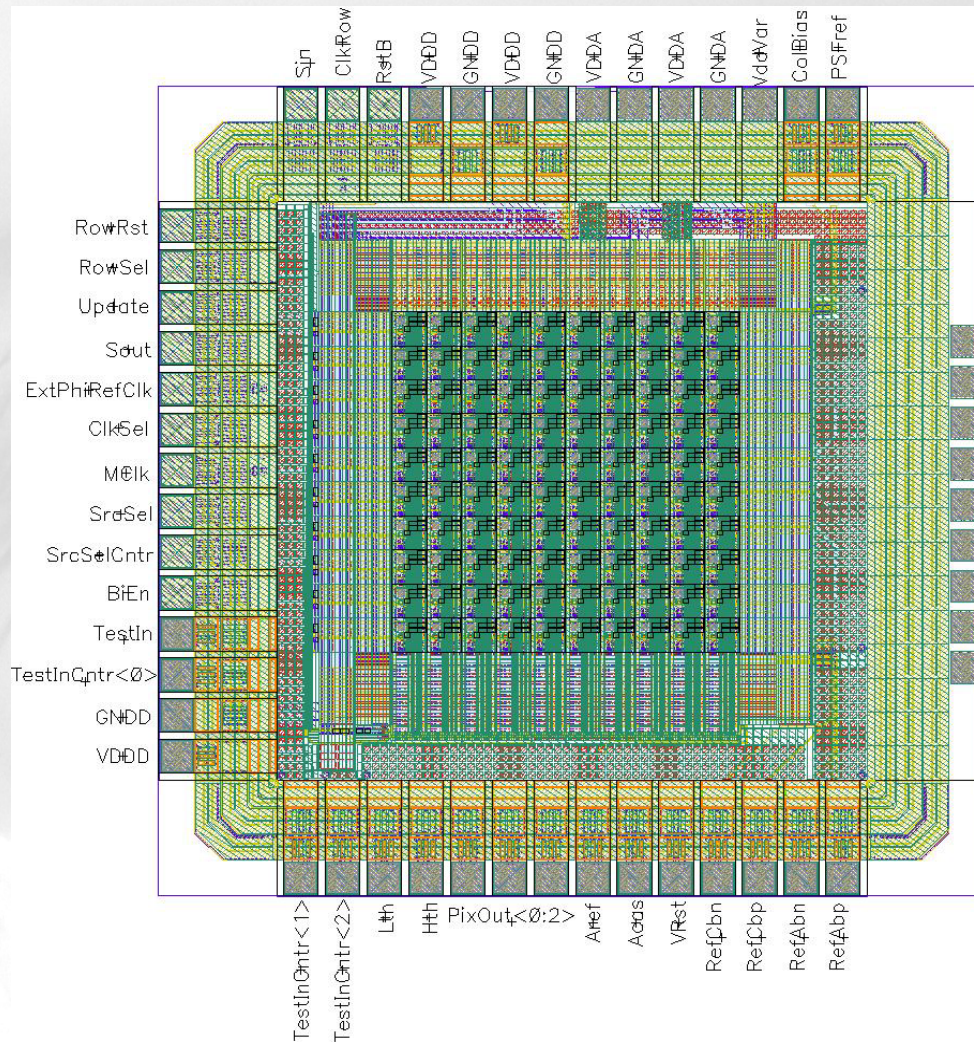 Sin
ClkRow
RstB
VDDD
GNDD
VDDD
GNDD
VDDA
GNDA
VDDA
GNDA
VddVar
ColBias
PSFref
RowRst
RowSel
Update
Sout
ExtPhiRefClk
ClkSel
MClk
SrcSel
SrcSelCntr
BiEn
TestIn
TestInCntr<0>
GNDD
VDDD
TestInCntr<1>
TestInCntr<2>
Lth
Hth
PixOut<0:2>
Aref
Adas
VRst
RefCbn
RefCbp
RefAbn
RefAbp